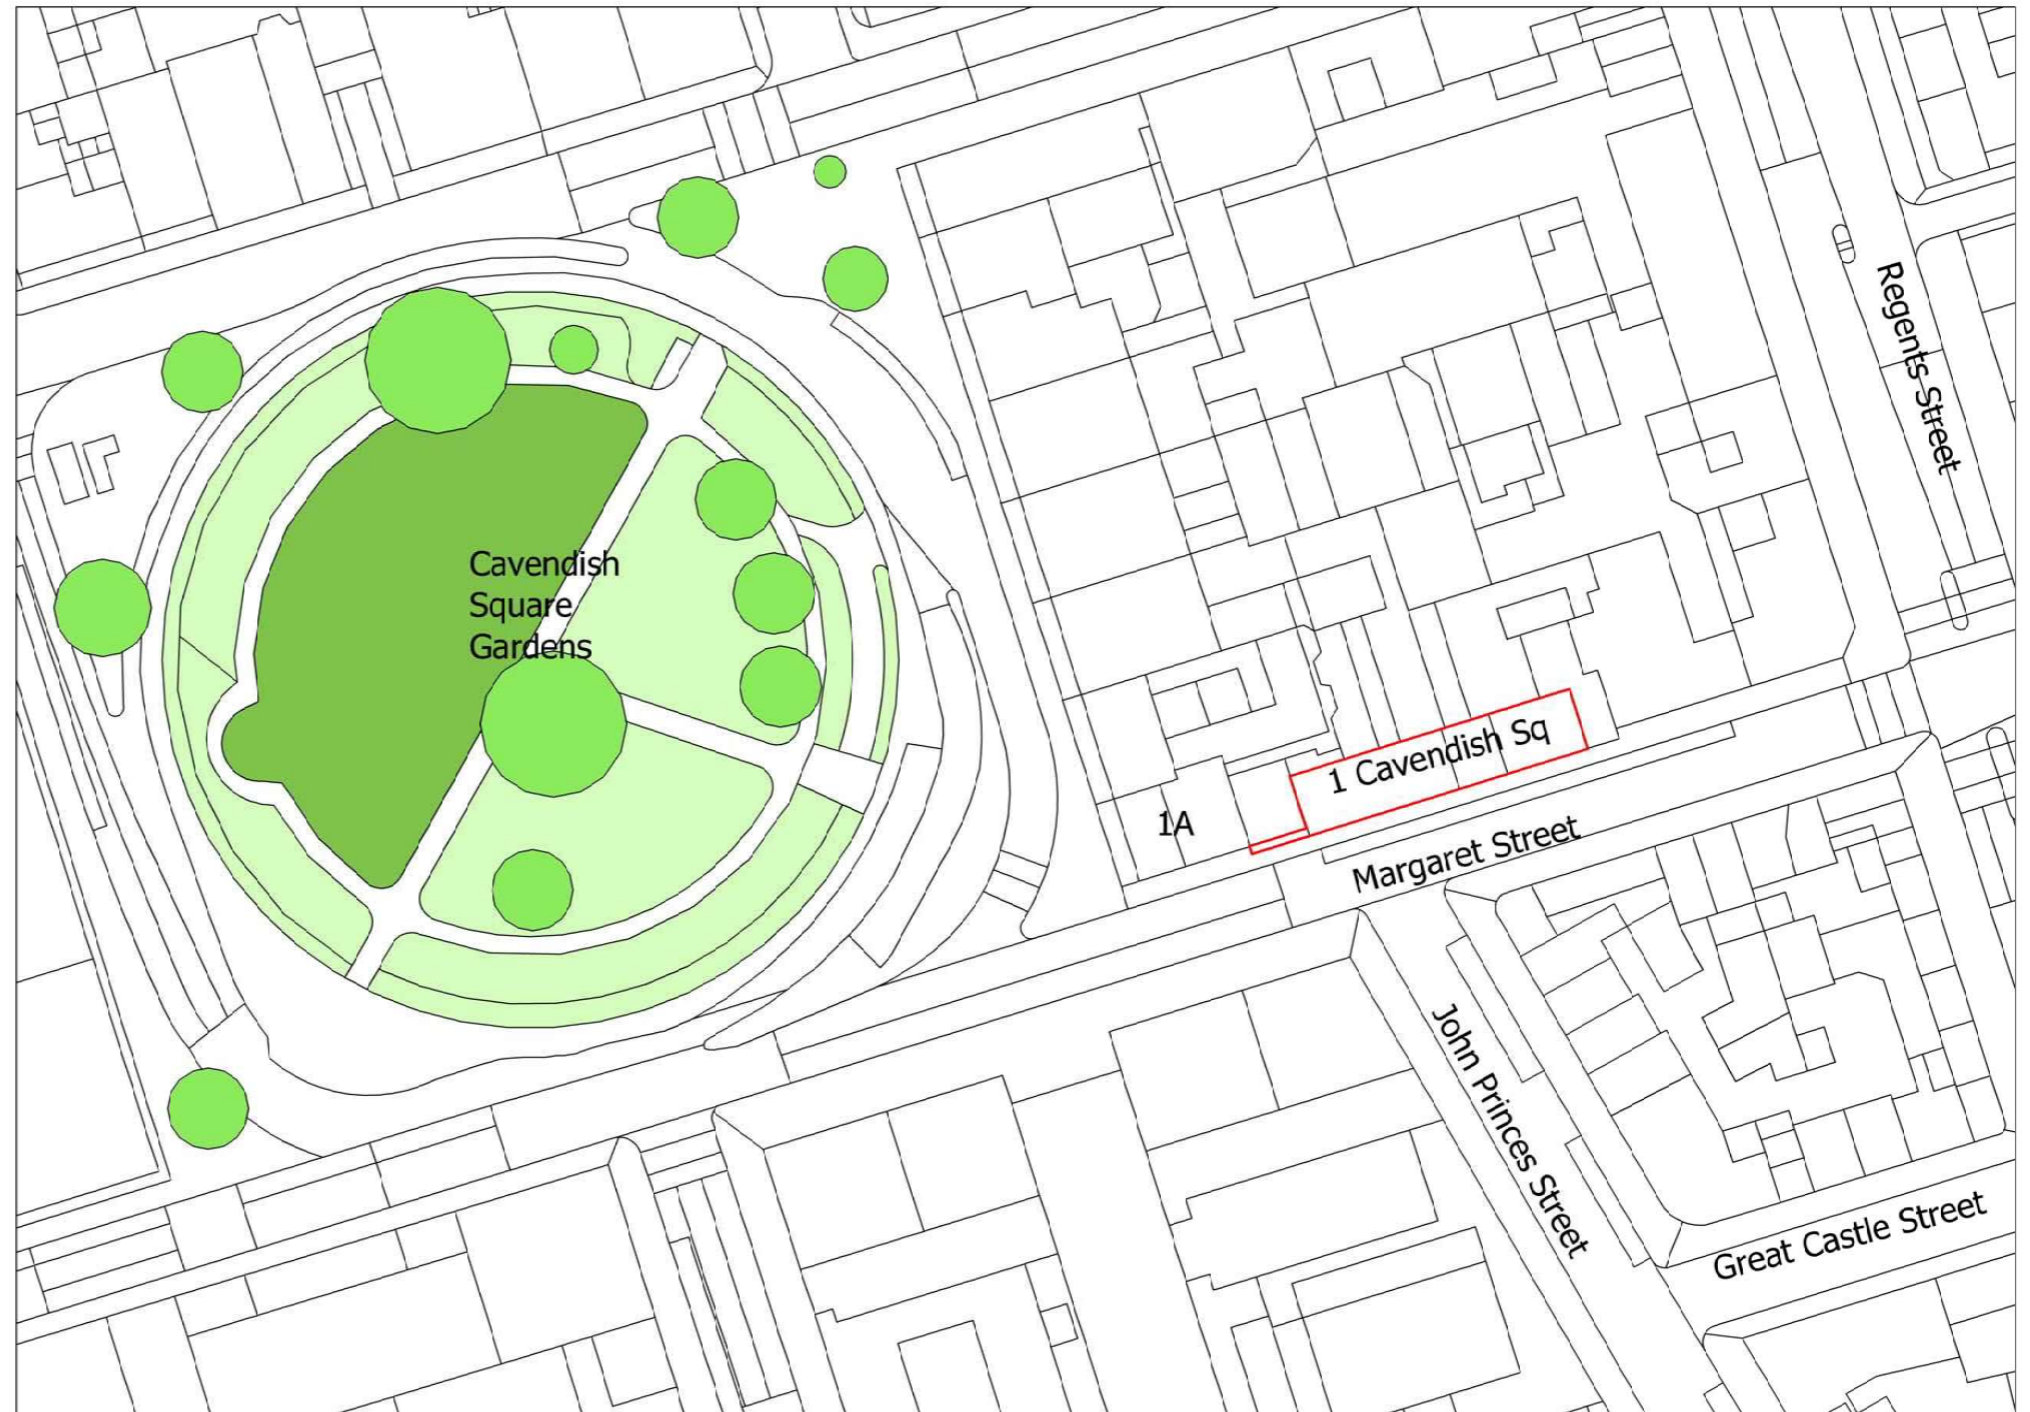 Regents Street
Cavendish
Square
Gardens
1 Cavendish Sq
1A
Margaret Street
John Princes Street
Great Castle Street